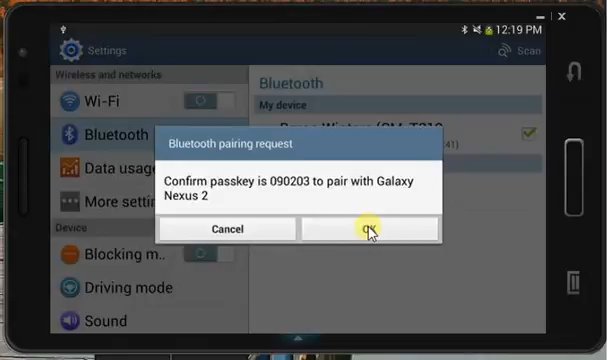 12:19 PM
Settings
Scan
Wireless and networks
Bluetooth
Wi-Fi
My device
Bluetooth
Data usag
More setti
Device
Blocking m..
Driving mode
Sound
Bluetooth pairing request
Confirm passkey is 090203 to pair with Galaxy
Nexus 2
Cancel
OK